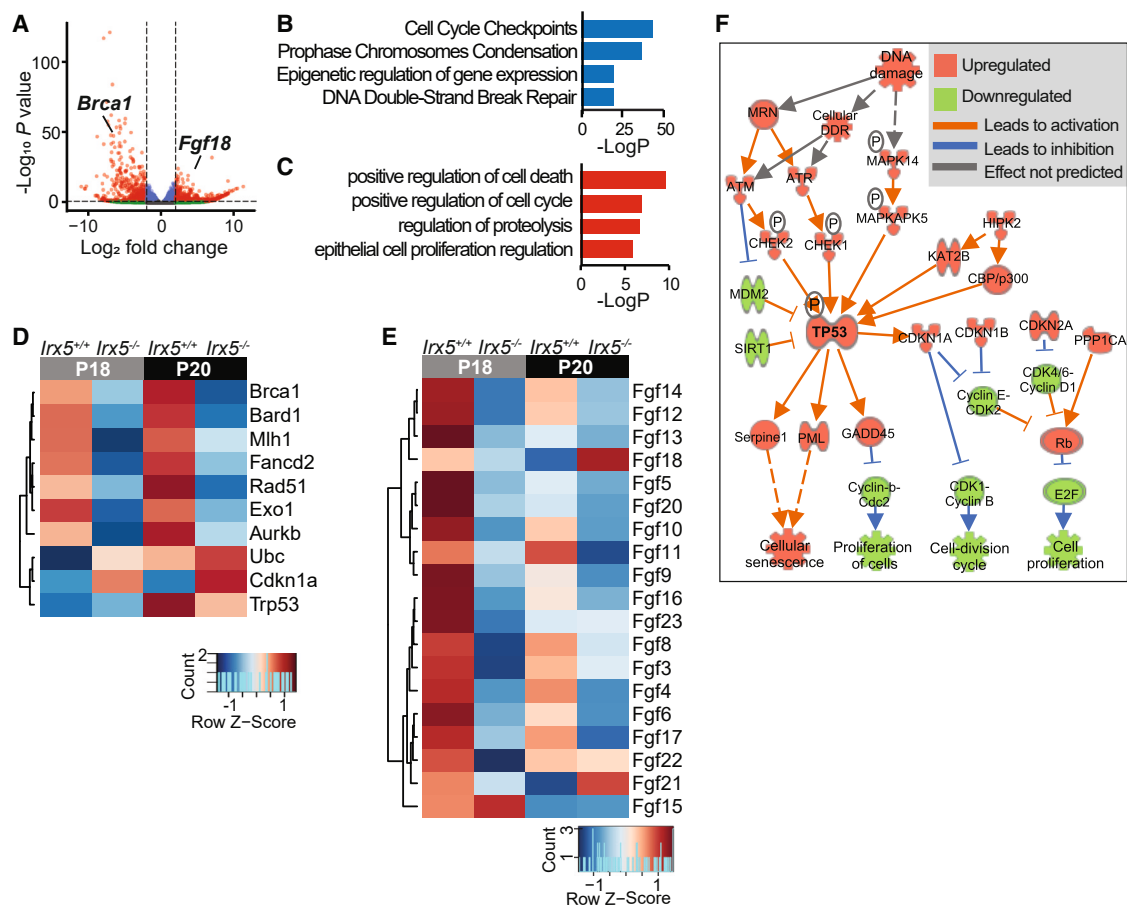 A
-Log₁₀ P value
100
50
0
Brca1
Fgf18
−10
0
10
Log₂ fold change
B
Cell Cycle Checkpoints
Prophase Chromosomes Condensation
Epigenetic regulation of gene expression
DNA Double-Strand Break Repair
0 25 50
-LogP
C
positive regulation of cell death
positive regulation of cell cycle
regulation of proteolysis
epithelial cell proliferation regulation
0 5 10
-LogP
D
Irx5+/+ Irx5-/- Irx5+/+ Irx5-/-
P18 P20
Brca1
Bard1
Mlh1
Fancd2
Rad51
Exo1
Aurkb
Ubc
Cdkn1a
Trp53
Count
2
-1 1
Row Z−Score
E
Irx5+/+ Irx5-/- Irx5+/+ Irx5-/-
P18 P20
Fgf14
Fgf12
Fgf13
Fgf18
Fgf5
Fgf20
Fgf10
Fgf11
Fgf9
Fgf16
Fgf23
Fgf8
Fgf3
Fgf4
Fgf6
Fgf17
Fgf22
Fgf21
Fgf15
Count
3
1
−1 1
Row Z−Score
F
Upregulated
Downregulated
Leads to activation
Leads to inhibition
Effect not predicted
DNA
damage
MRN
Cellular
DDR
P
MAPK14
ATM
ATR
P
MAPKAPK5
HIPK2
P
CHEK2
P
CHEK1
KAT2B
CBP/p300
MDM2
P
TP53
SIRT1
CDKN1A
CDKN1B
CDKN2A
PPP1CA
CDK4/6-
Cyclin D1
Cyclin E-
CDK2
Serpine1
PML
GADD45
Rb
Cyclin-b-
Cdc2
CDK1-
Cyclin B
E2F
Cellular
senescence
Proliferation
of cells
Cell-division
cycle
Cell
proliferation